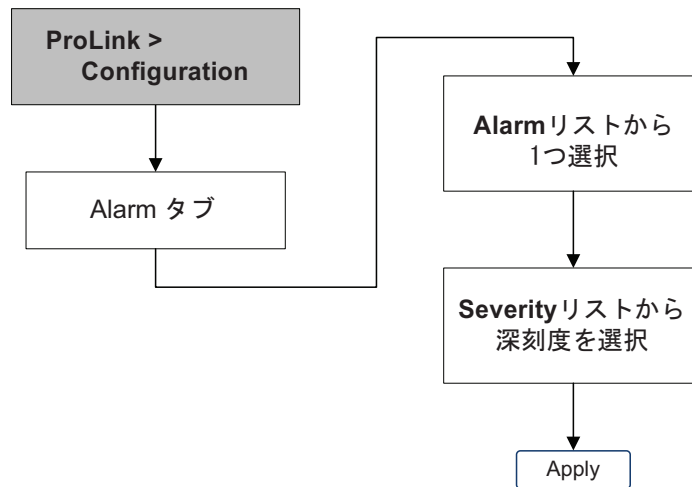 ProLink >
Configuration
Alarm タブ
Alarmリストから
1つ選択
Severityリストから
深刻度を選択
Apply